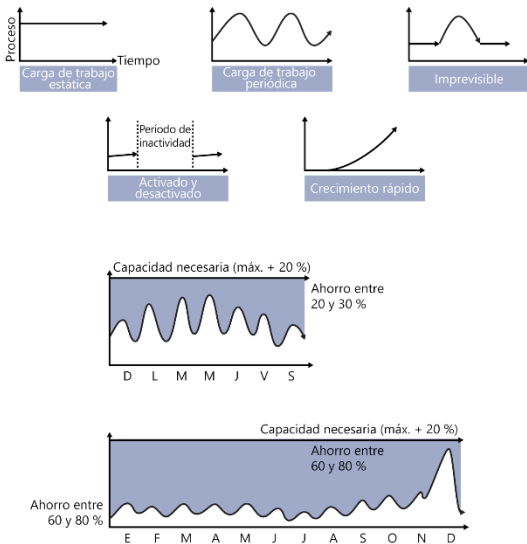 Proceso
Tiempo
Carga de trabajo
estática
Carga de trabajo
periódica
Imprevisible
Período de
inactividad
Activado y
desactivado
Crecimiento rápido
Capacidad necesaria (máx. + 20 %)
Ahorro entre
20 y 30 %
D L M M J V S
Capacidad necesaria (máx. + 20 %)
Ahorro entre
60 y 80 %
Ahorro entre
60 y 80 %
E F M A M J J A S O N D